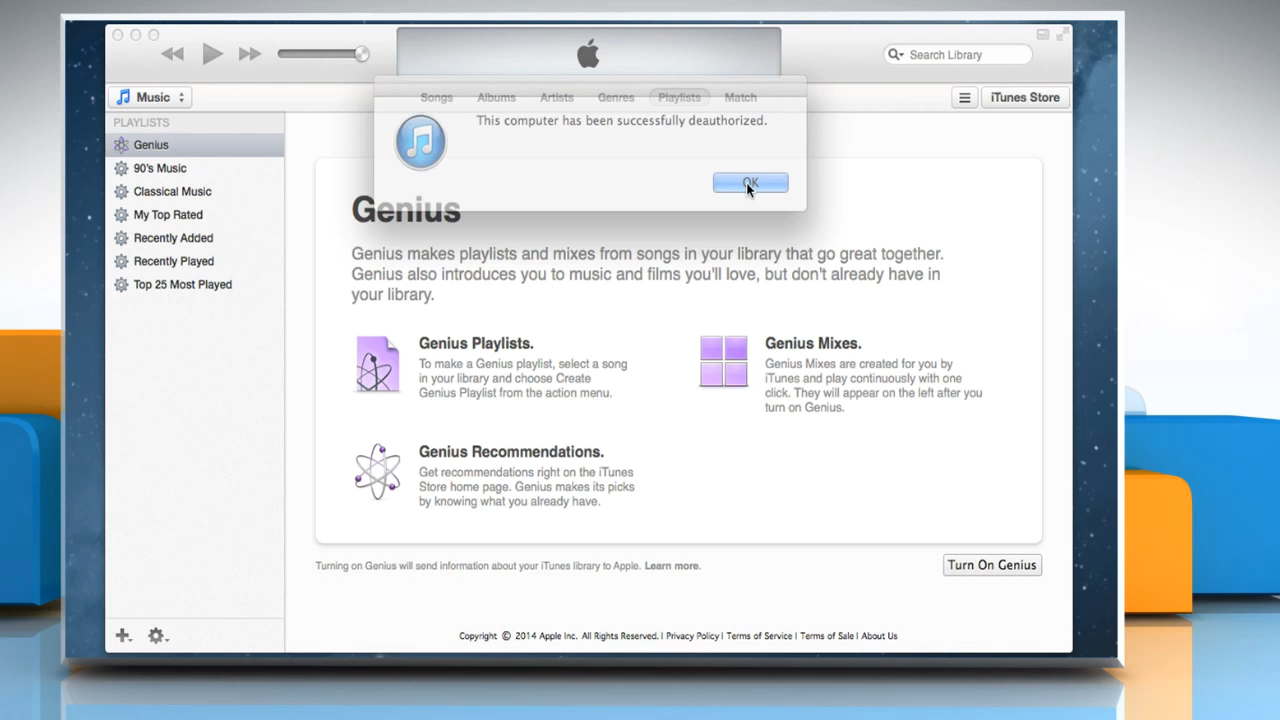 Search Library
Music
Songs Albums Artists Genres Playlists Match
iTunes Store
This computer has been successfully deauthorized.
OK
PLAYLISTS
Genius
90's Music
Classical Music
My Top Rated
Recently Added
Recently Played
Top 25 Most Played
Genius
Genius makes playlists and mixes from songs in your library that go great together.
Genius also introduces you to music and films you'll love, but don't already have in
your library.
Genius Playlists.
To make a Genius playlist, select a song
in your library and choose Create
Genius Playlist from the action menu.
Genius Mixes.
Genius Mixes are created for you by
iTunes and play continuously with one
click. They will appear on the left after you
turn on Genius.
Genius Recommendations.
Get recommendations right on the iTunes
Store home page. Genius makes its picks
by knowing what you already have.
Turning on Genius will send information about your iTunes library to Apple. Learn more.
Turn On Genius
Copyright © 2014 Apple Inc. All Rights Reserved. | Privacy Policy | Terms of Service | Terms of Sale | About Us